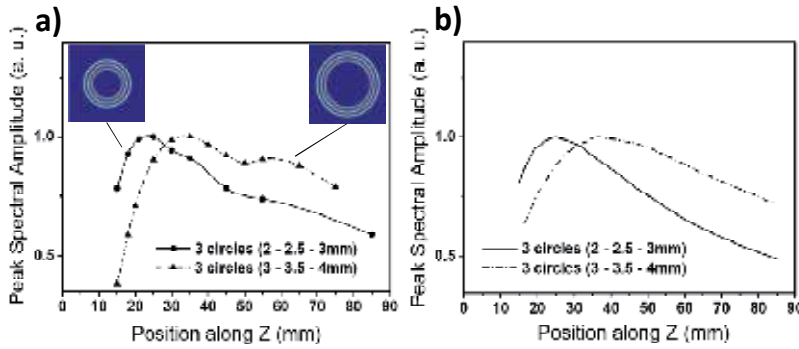 a)
Peak Spectral Amplitude (a. u.)
1.0
0.5
3 circles (2 - 2.5 - 3mm)
3 circles (3 - 3.5 - 4mm)
0 10 20 30 40 50 60 70 80 90
Position along Z (mm)
b)
Peak Spectral Amplitude (a. u.)
1.0
0.5
3 circles (2 - 2.5 - 3mm)
3 circles (3 - 3.5 - 4mm)
0 10 20 30 40 50 60 70 80 90
Position along Z (mm)